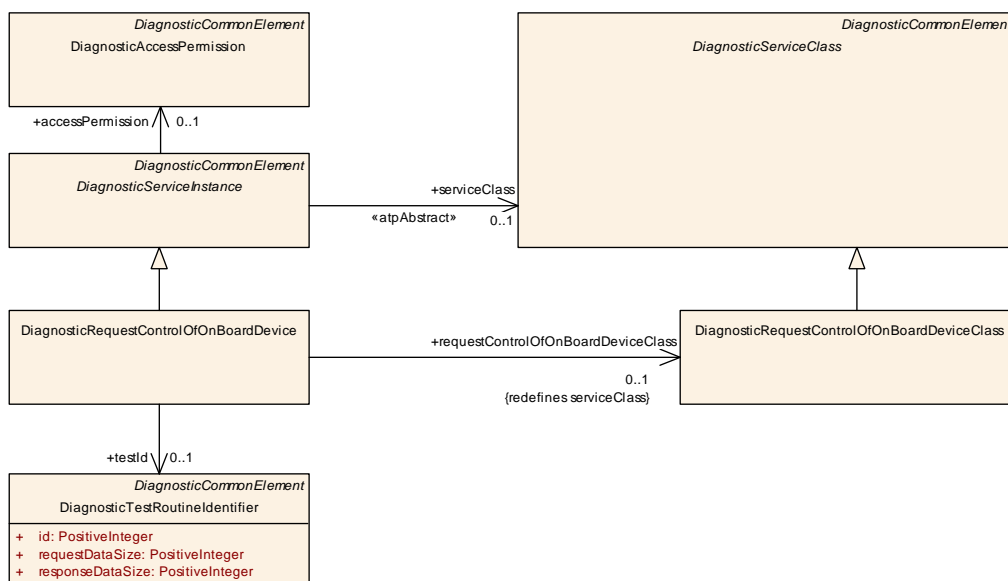 DiagnosticCommonElement
DiagnosticAccessPermission
DiagnosticCommonElement
DiagnosticServiceClass
+accessPermission
0..1
DiagnosticCommonElement
DiagnosticServiceInstance
+serviceClass
«atpAbstract»
0..1
DiagnosticRequestControlOfOnBoardDevice
+requestControlOfOnBoardDeviceClass
0..1
{redefines serviceClass}
DiagnosticRequestControlOfOnBoardDeviceClass
+testId
0..1
DiagnosticCommonElement
DiagnosticTestRoutineIdentifier
+ id: PositiveInteger
+ requestDataSize: PositiveInteger
+ responseDataSize: PositiveInteger